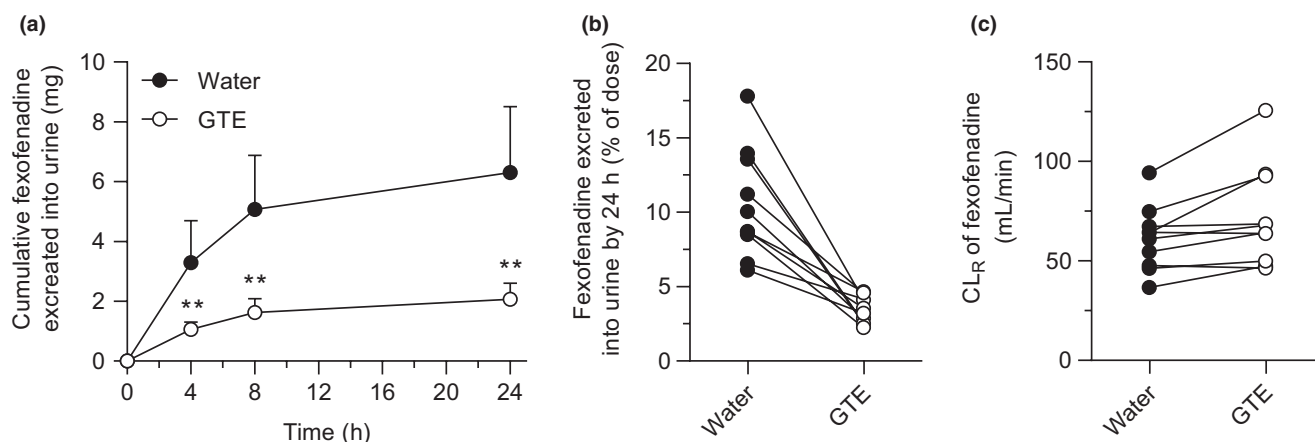 (a)
Cumulative fexofenadine
excreated into urine (mg)
10
8
6
4
2
0
Water
GTE
**
**
**
0
4
8
12
16
20
24
Time (h)
(b)
Fexofenadine excreted
into urine by 24 h (% of dose)
20
15
10
5
0
Water
GTE
(c)
CL_R of fexofenadine
(mL/min)
150
100
50
0
Water
GTE